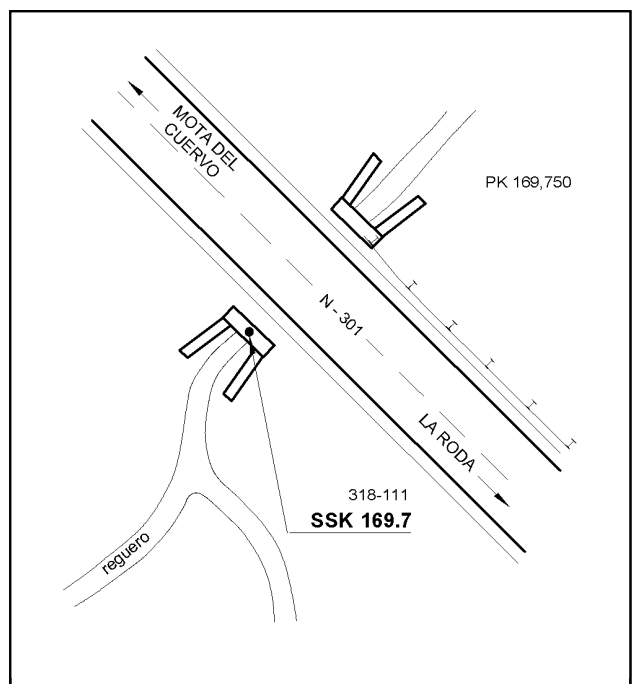 MOTA DEL
CUERVO
PK 169,750
N - 301
LA RODA
318-111
SSK 169.7
reguero